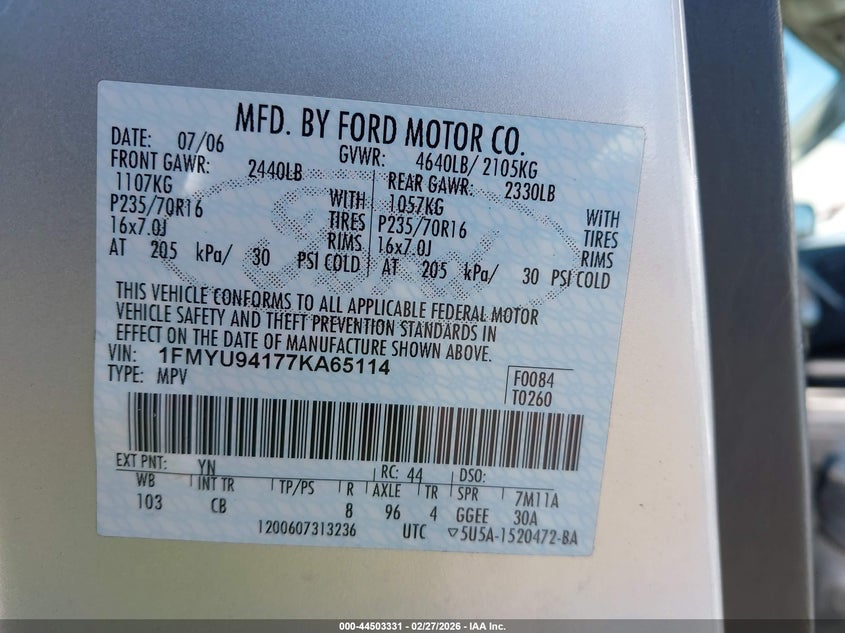 MFD. BY FORD MOTOR CO.
DATE: 07/06 GVWR: 4640LB/ 2105KG
FRONT GAWR: 2440LB REAR GAWR: 2330LB
1107KG WITH 1057KG WITH
P235/70R16 TIRES P235/70R16 TIRES
16x7.0J RIMS 16x7.0J RIMS
AT 205 kPa/ 30 PSI COLD AT 205 kPa/ 30 PSI COLD
THIS VEHICLE CONFORMS TO ALL APPLICABLE FEDERAL MOTOR
VEHICLE SAFETY AND THEFT PREVENTION STANDARDS IN
EFFECT ON THE DATE OF MANUFACTURE SHOWN ABOVE.
VIN: 1FMYU94177KA65114
TYPE: MPV
F0084
T0260
EXT PNT: YN RC: 44 DSO:
WB INT TR TP/PS R AXLE TR SPR 7M11A
103 CB 8 96 4 GGEE 30A
1200607313236 UTC ▽5U5A-1520472-BA
000-44503331 - 02/27/2026 - IAA Inc.